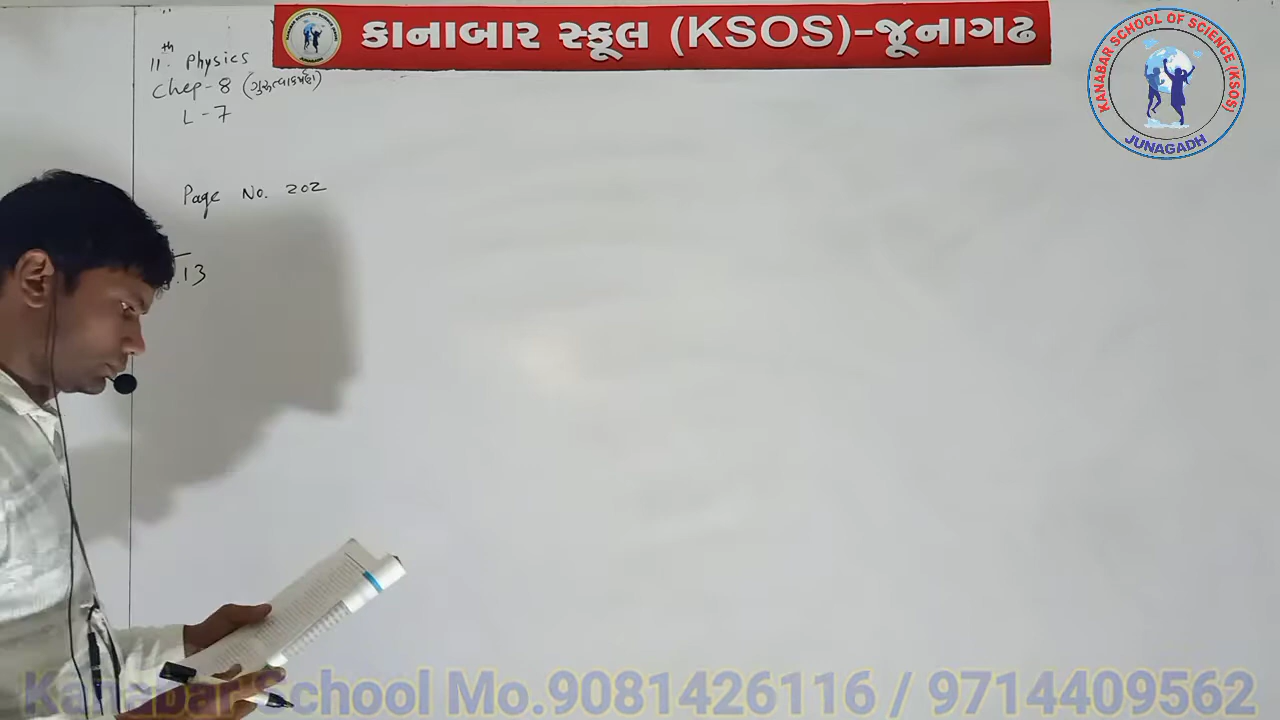 કાનાબાર સ્કૂલ (KSOS)-જૂનાગઢ
KANABAR SCHOOL OF SCIENCE (KSOS)
JUNAGADH
11th Physics
Chep-8 (ગુરુત્વાકર્ષણ)
L-7
Page No. 202
.13
Kanabar School Mo.9081426116 / 9714409562